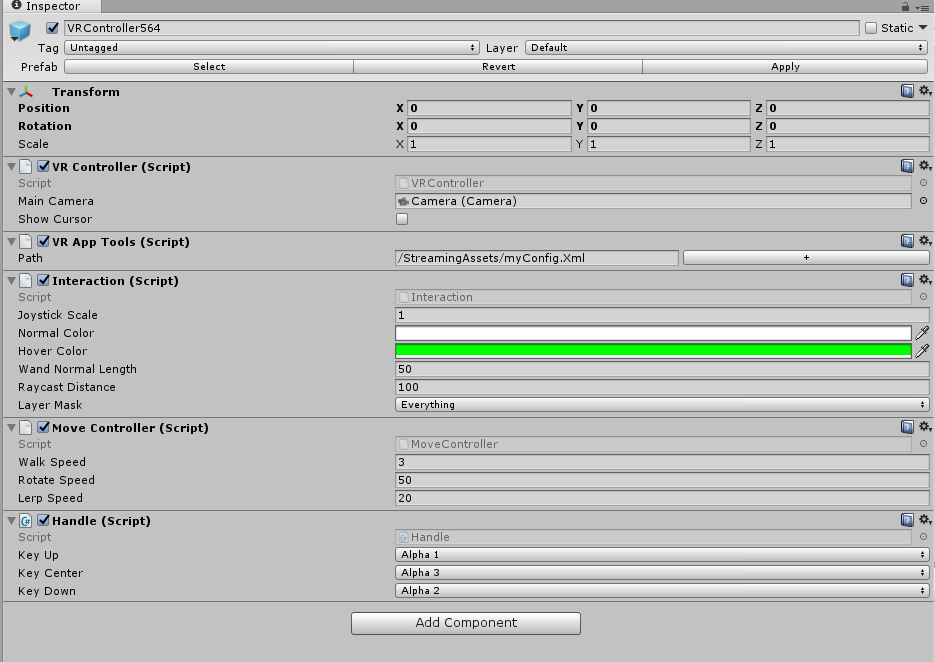 Inspector
VRController564 Static
Tag Untagged Layer Default
Prefab Select Revert Apply
Transform
Position X 0 Y 0 Z 0
Rotation X 0 Y 0 Z 0
Scale X 1 Y 1 Z 1
VR Controller (Script)
Script VRController
Main Camera Camera (Camera)
Show Cursor
VR App Tools (Script)
Path /StreamingAssets/myConfig.Xml +
Interaction (Script)
Script Interaction
Joystick Scale 1
Normal Color
Hover Color
Wand Normal Length 50
Raycast Distance 100
Layer Mask Everything
Move Controller (Script)
Script MoveController
Walk Speed 3
Rotate Speed 50
Lerp Speed 20
Handle (Script)
Script Handle
Key Up Alpha 1
Key Center Alpha 3
Key Down Alpha 2
Add Component